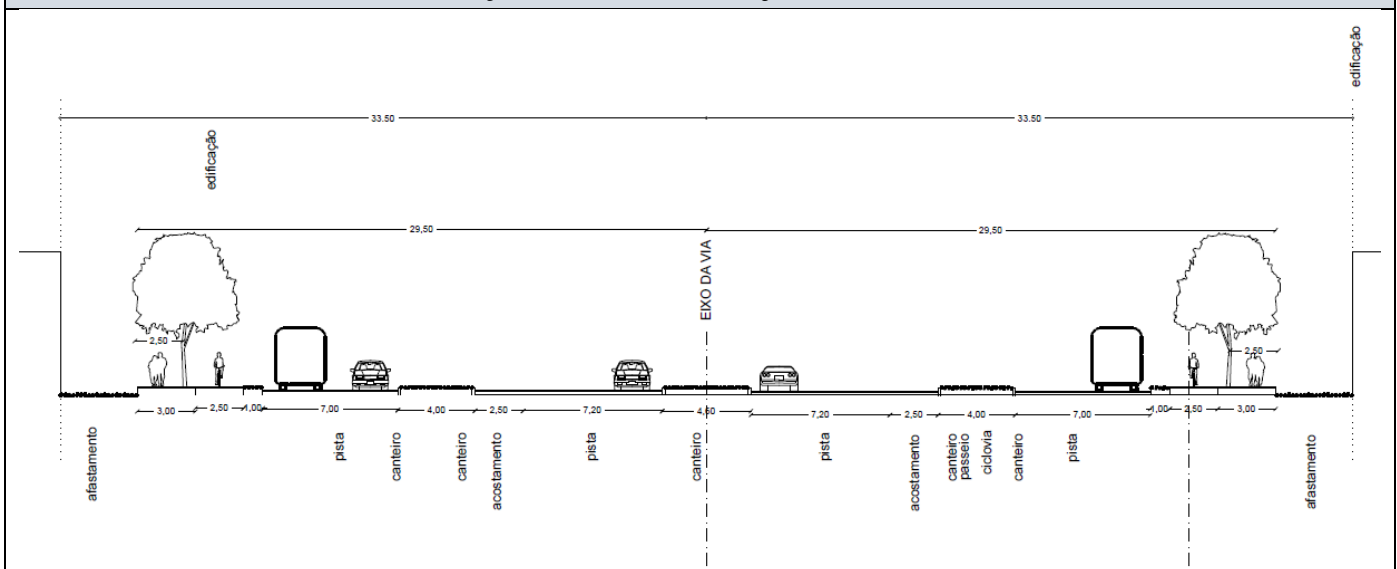 edificação
33.50
33.50
edificação
29,50
29,50
EIXO DA VIA
2,50
2,50
3,00
2,50
1,00
7,00
4,00
2,50
7,20
4,60
7,20
2,50
4,00
7,00
1,00
2,50
3,00
afastamento
pista
canteiro
canteiro
acostamento
pista
canteiro
pista
acostamento
canteiro
passeio
ciclovia
canteiro
pista
afastamento